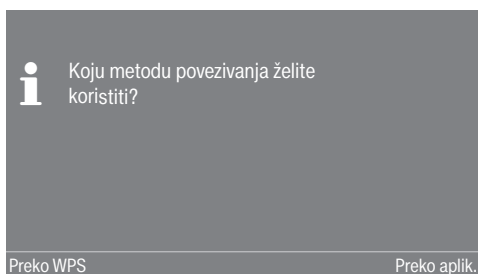 Koju metodu povezivanja želite
koristiti?
Preko WPS
Preko aplik.